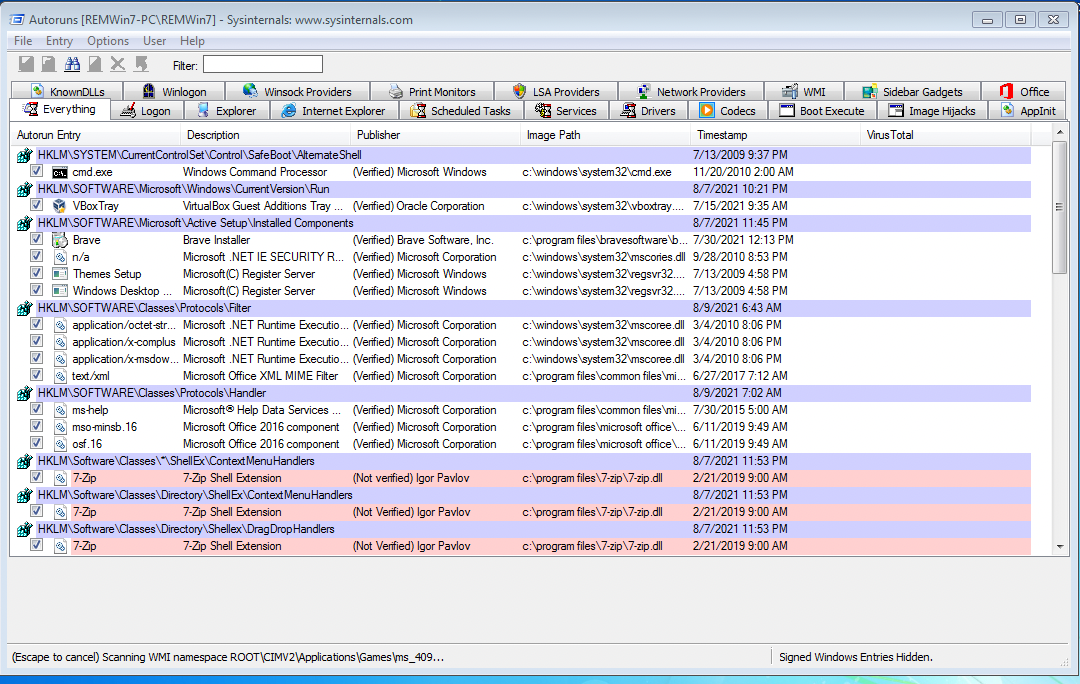 Autoruns [REMWin7-PC\REMWin7] - Sysinternals: www.sysinternals.com
File Entry Options User Help
Filter:
KnownDLLs Winlogon Winsock Providers Print Monitors LSA Providers Network Providers WMI Sidebar Gadgets Office
Everything Logon Explorer Internet Explorer Scheduled Tasks Services Drivers Codecs Boot Execute Image Hijacks AppInit
Autorun Entry Description Publisher Image Path Timestamp VirusTotal
HKLM\SYSTEM\CurrentControlSet\Control\SafeBoot\AlternateShell 7/13/2009 9:37 PM
cmd.exe Windows Command Processor (Verified) Microsoft Windows c:\windows\system32\cmd.exe 11/20/2010 2:00 AM
HKLM\SOFTWARE\Microsoft\Windows\CurrentVersion\Run 8/7/2021 10:21 PM
VBoxTray VirtualBox Guest Additions Tray ... (Verified) Oracle Corporation c:\windows\system32\vboxtray.... 7/15/2021 9:35 AM
HKLM\SOFTWARE\Microsoft\Active Setup\Installed Components 8/7/2021 11:45 PM
Brave Brave Installer (Verified) Brave Software, Inc. c:\program files\bravesoftware\b... 7/30/2021 12:13 PM
n/a Microsoft .NET IE SECURITY R... (Verified) Microsoft Corporation c:\windows\system32\mscories.dll 9/28/2010 8:53 PM
Themes Setup Microsoft(C) Register Server (Verified) Microsoft Windows c:\windows\system32\regsvr32.... 7/13/2009 4:58 PM
Windows Desktop ... Microsoft(C) Register Server (Verified) Microsoft Windows c:\windows\system32\regsvr32.... 7/13/2009 4:58 PM
HKLM\SOFTWARE\Classes\Protocols\Filter 8/9/2021 6:43 AM
application/octet-str... Microsoft .NET Runtime Executio... (Verified) Microsoft Corporation c:\windows\system32\mscoree.dll 3/4/2010 8:06 PM
application/x-complus Microsoft .NET Runtime Executio... (Verified) Microsoft Corporation c:\windows\system32\mscoree.dll 3/4/2010 8:06 PM
application/x-msdow... Microsoft .NET Runtime Executio... (Verified) Microsoft Corporation c:\windows\system32\mscoree.dll 3/4/2010 8:06 PM
text/xml Microsoft Office XML MIME Filter (Verified) Microsoft Corporation c:\program files\common files\mi... 6/27/2017 7:12 AM
HKLM\SOFTWARE\Classes\Protocols\Handler 8/9/2021 7:02 AM
ms-help Microsoft® Help Data Services ... (Verified) Microsoft Corporation c:\program files\common files\mi... 7/30/2015 5:00 AM
mso-minsb.16 Microsoft Office 2016 component (Verified) Microsoft Corporation c:\program files\microsoft office\... 6/11/2019 9:49 AM
osf.16 Microsoft Office 2016 component (Verified) Microsoft Corporation c:\program files\microsoft office\... 6/11/2019 9:49 AM
HKLM\Software\Classes\*\ShellEx\ContextMenuHandlers 8/7/2021 11:53 PM
7-Zip 7-Zip Shell Extension (Not verified) Igor Pavlov c:\program files\7-zip\7-zip.dll 2/21/2019 9:00 AM
HKLM\Software\Classes\Directory\ShellEx\ContextMenuHandlers 8/7/2021 11:53 PM
7-Zip 7-Zip Shell Extension (Not Verified) Igor Pavlov c:\program files\7-zip\7-zip.dll 2/21/2019 9:00 AM
HKLM\Software\Classes\Directory\Shellex\DragDropHandlers 8/7/2021 11:53 PM
7-Zip 7-Zip Shell Extension (Not Verified) Igor Pavlov c:\program files\7-zip\7-zip.dll 2/21/2019 9:00 AM
(Escape to cancel) Scanning WMI namespace ROOT\CIMV2\Applications\Games\ms_409... Signed Windows Entries Hidden.